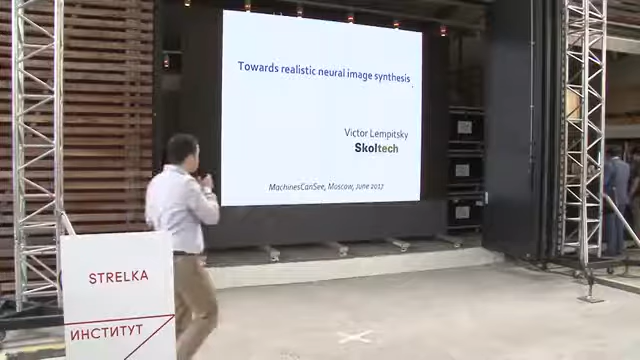 Towards realistic neural image synthesis
Victor Lempitsky
Skoltech
MachinesCanSee, Moscow, June 2017
STRELKA
ИНСТИТУТ